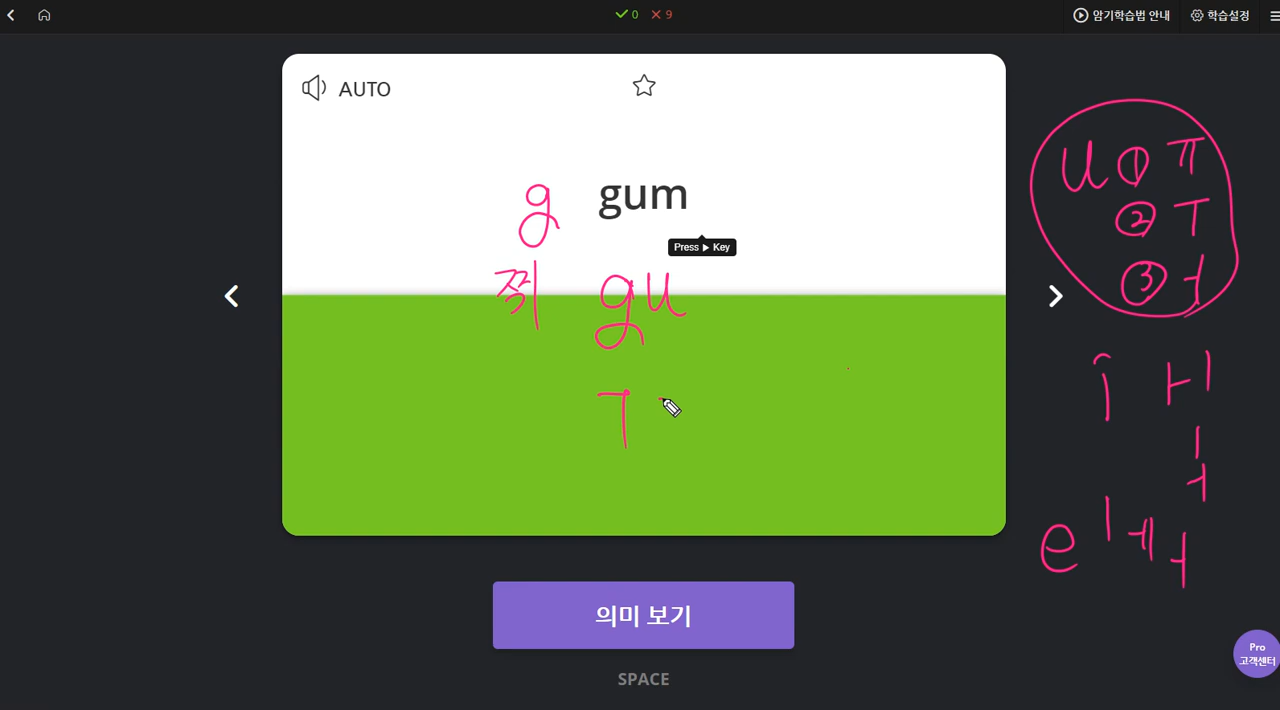 0 9 암기학습법 안내 학습설정
AUTO
gum
g
Press ▶ Key
찍 gu
ㄱ
u ① ㅠ
② ㅜ
③ ㅓ
i ㅐ
ㅣ
ㅓ
e ㅣ ㅔ ㅓ
의미 보기
SPACE
Pro
고객센터